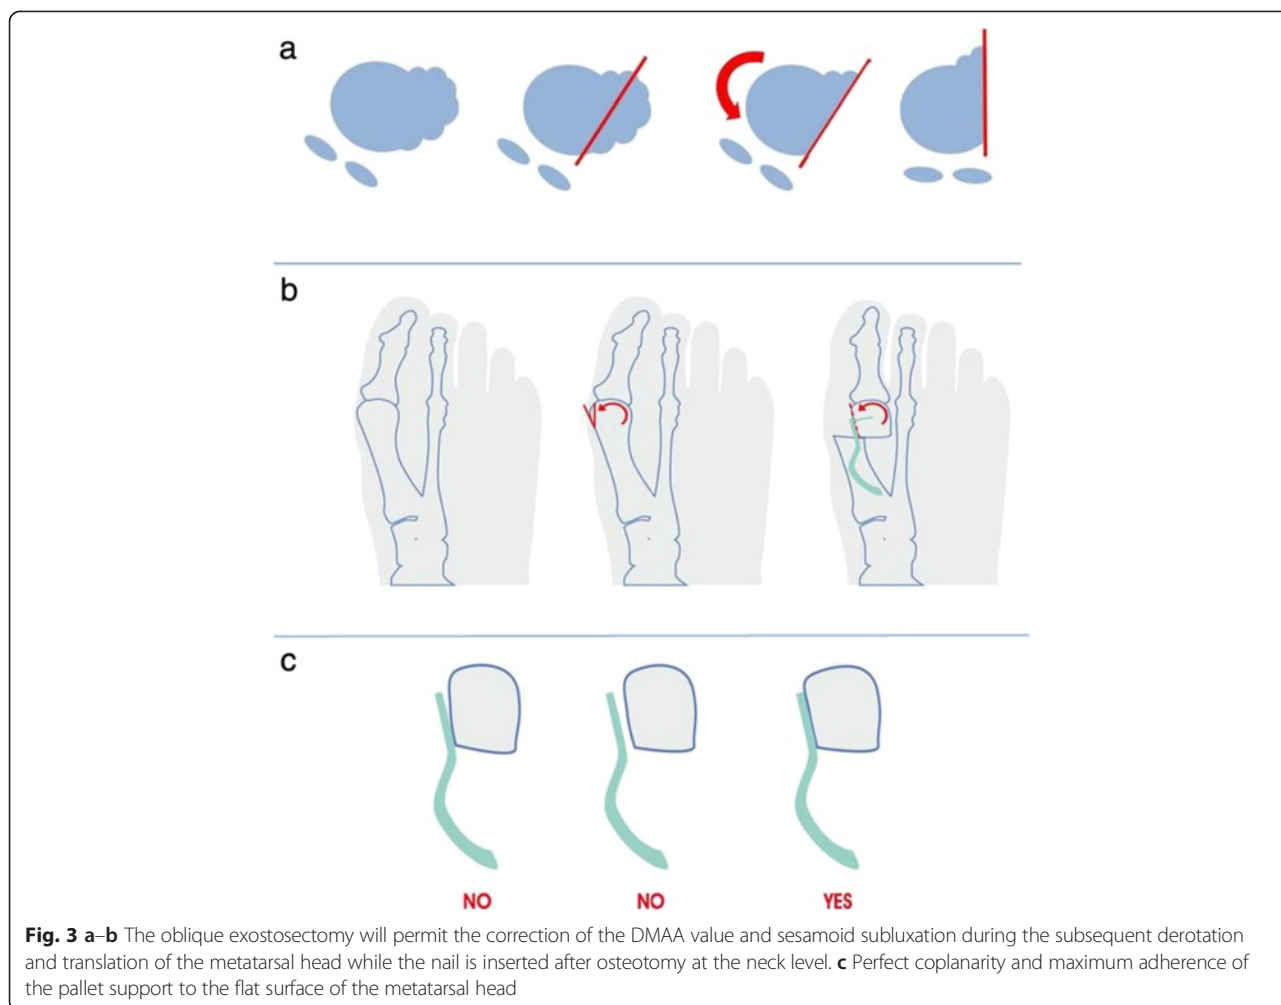 a
b
c
NO NO YES
Fig. 3 a–b The oblique exostosectomy will permit the correction of the DMAA value and sesamoid subluxation during the subsequent derotation
and translation of the metatarsal head while the nail is inserted after osteotomy at the neck level. c Perfect coplanarity and maximum adherence of
the pallet support to the flat surface of the metatarsal head